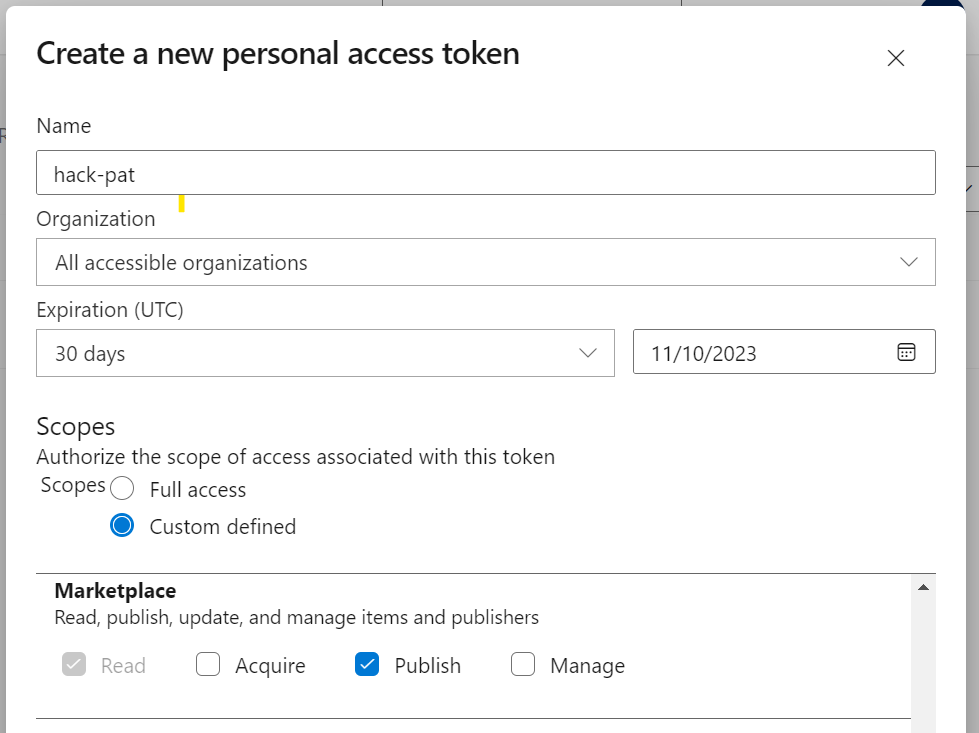 Create a new personal access token
Name
hack-pat
Organization
All accessible organizations
Expiration (UTC)
30 days 11/10/2023
Scopes
Authorize the scope of access associated with this token
Scopes Full access
Custom defined
Marketplace
Read, publish, update, and manage items and publishers
Read Acquire Publish Manage